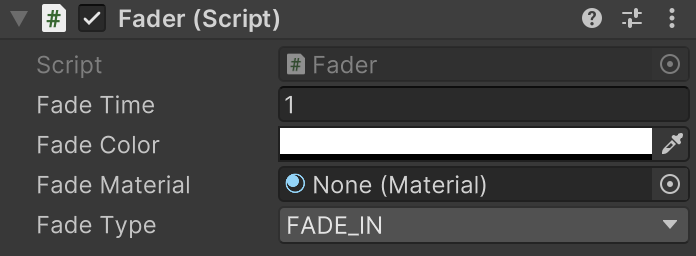 Fader (Script)
Script Fader
Fade Time 1
Fade Color
Fade Material None (Material)
Fade Type FADE_IN